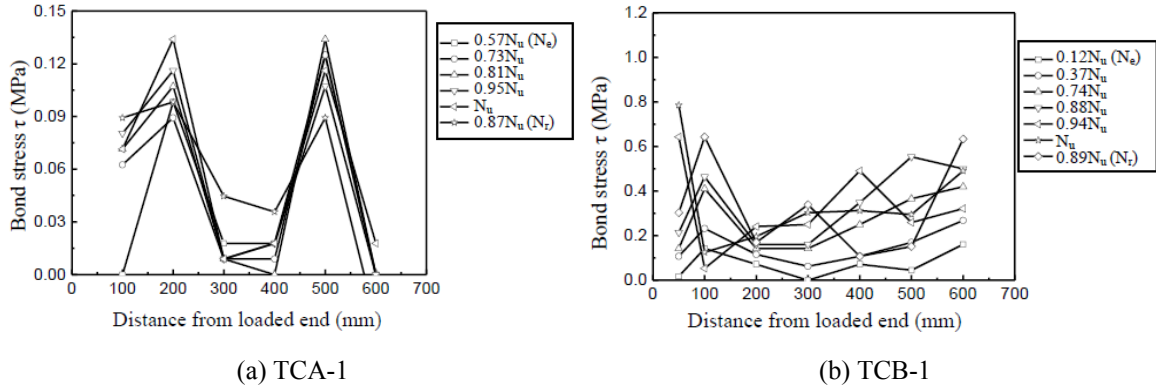 0.15
0.12
0.09
0.06
0.03
0.00
Bond stress τ (MPa)
0 100 200 300 400 500 600 700
Distance from loaded end (mm)
0.57Nu (Ne)
0.73Nu
0.81Nu
0.95Nu
Nu
0.87Nu (Nr)
(a) TCA-1
1.2
1.0
0.8
0.6
0.4
0.2
0.0
Bond stress τ (MPa)
0 100 200 300 400 500 600 700
Distance from loaded end (mm)
0.12Nu (Ne)
0.37Nu
0.74Nu
0.88Nu
0.94Nu
Nu
0.89Nu (Nr)
(b) TCB-1